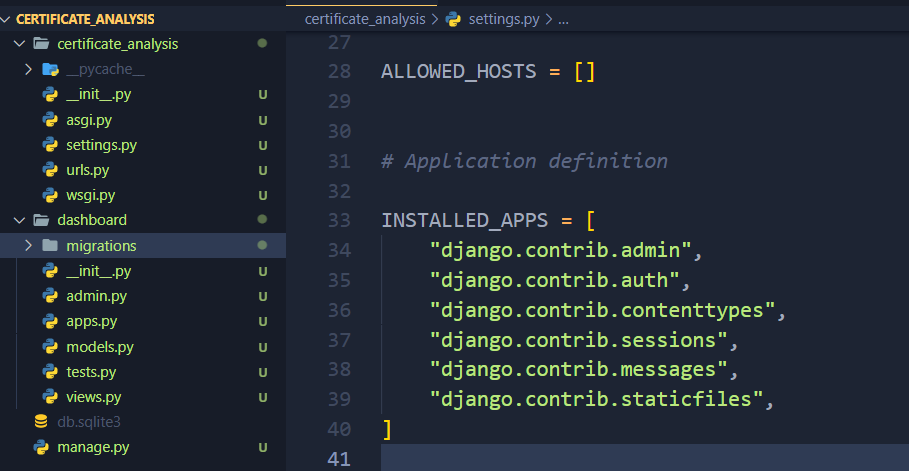 CERTIFICATE_ANALYSIS
certificate_analysis
__pycache__
__init__.py U
asgi.py U
settings.py U
urls.py U
wsgi.py U
dashboard
migrations
__init__.py U
admin.py U
apps.py U
models.py U
tests.py U
views.py U
db.sqlite3
manage.py U
certificate_analysis > settings.py > ...
27
28 ALLOWED_HOSTS = []
29
30
31 # Application definition
32
33 INSTALLED_APPS = [
34     "django.contrib.admin",
35     "django.contrib.auth",
36     "django.contrib.contenttypes",
37     "django.contrib.sessions",
38     "django.contrib.messages",
39     "django.contrib.staticfiles",
40 ]
41